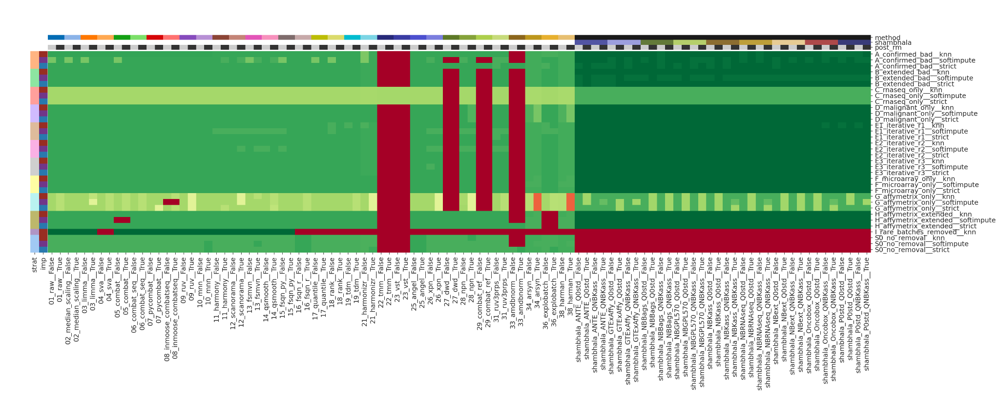 method
shambhala
post_rm
A_confirmed_bad__knn
A_confirmed_bad__softimpute
A_confirmed_bad__strict
B_extended_bad__knn
B_extended_bad__softimpute
B_extended_bad__strict
C_rnaseq_only__knn
C_rnaseq_only__softimpute
C_rnaseq_only__strict
D_malignant_only__knn
D_malignant_only__softimpute
D_malignant_only__strict
E1_iterative_r1__knn
E1_iterative_r1__softimpute
E1_iterative_r1__strict
E2_iterative_r2__knn
E2_iterative_r2__softimpute
E2_iterative_r2__strict
E3_iterative_r3__knn
E3_iterative_r3__softimpute
E3_iterative_r3__strict
F_microarray_only__knn
F_microarray_only__softimpute
F_microarray_only__strict
G_affymetrix_only__knn
G_affymetrix_only__softimpute
G_affymetrix_only__strict
H_affymetrix_extended__knn
H_affymetrix_extended__softimpute
H_affymetrix_extended__strict
I_rare_batches_removed__knn
S0_no_removal__knn
S0_no_removal__softimpute
S0_no_removal__strict
strat
imp
01_raw__False
01_raw__True
02_median_scaling__False
02_median_scaling__True
03_limma__False
03_limma__True
04_sva__False
04_sva__True
05_combat__False
05_combat__True
06_combat_seq__False
06_combat_seq__True
07_pycombat__False
07_pycombat__True
08_inmoose_combatseq__False
08_inmoose_combatseq__True
09_ruv__False
09_ruv__True
10_mnn__False
10_mnn__True
11_harmony__False
11_harmony__True
12_scanorama__False
12_scanorama__True
13_fsmvn__False
13_fsmvn__True
14_qsmooth__False
14_qsmooth__True
15_fsqn_py__False
15_fsqn_py__True
16_fsqn_r__False
16_fsqn_r__True
17_quantile__False
17_quantile__True
18_rank__False
18_rank__True
19_tdm__False
19_tdm__True
21_harmonizr__False
21_harmonizr__True
22_tmm__False
22_tmm__True
23_vst__False
23_vst__True
25_angel__False
25_angel__True
26_xpn__False
26_xpn__True
27_dwd__False
27_dwd__True
28_npn__False
28_npn__True
29_combat_ref__False
29_combat_ref__True
31_ruv3prps__False
31_ruv3prps__True
33_amdbnorm__False
33_amdbnorm__True
34_arsyn__False
34_arsyn__True
36_explobatch__False
36_explobatch__True
38_harman__False
38_harman__True
shambhala_ANTE_Q0std__False
shambhala_ANTE_Q0std__True
shambhala_ANTE_QNBKass__False
shambhala_ANTE_QNBKass__True
shambhala_GTExAffy_Q0std__False
shambhala_GTExAffy_Q0std__True
shambhala_GTExAffy_QNBKass__False
shambhala_GTExAffy_QNBKass__True
shambhala_NBBags_Q0std__False
shambhala_NBBags_Q0std__True
shambhala_NBBags_QNBKass__False
shambhala_NBBags_QNBKass__True
shambhala_NBGPL570_Q0std__False
shambhala_NBGPL570_Q0std__True
shambhala_NBGPL570_QNBKass__False
shambhala_NBGPL570_QNBKass__True
shambhala_NBKass_Q0std__False
shambhala_NBKass_Q0std__True
shambhala_NBKass_QNBKass__False
shambhala_NBKass_QNBKass__True
shambhala_NBRNAseq_Q0std__False
shambhala_NBRNAseq_Q0std__True
shambhala_NBRNAseq_QNBKass__False
shambhala_NBRNAseq_QNBKass__True
shambhala_NBext_Q0std__False
shambhala_NBext_Q0std__True
shambhala_NBext_QNBKass__False
shambhala_NBext_QNBKass__True
shambhala_Oncobox_Q0std__False
shambhala_Oncobox_Q0std__True
shambhala_Oncobox_QNBKass__False
shambhala_Oncobox_QNBKass__True
shambhala_P0std_Q0std__False
shambhala_P0std_Q0std__True
shambhala_P0std_QNBKass__False
shambhala_P0std_QNBKass__True